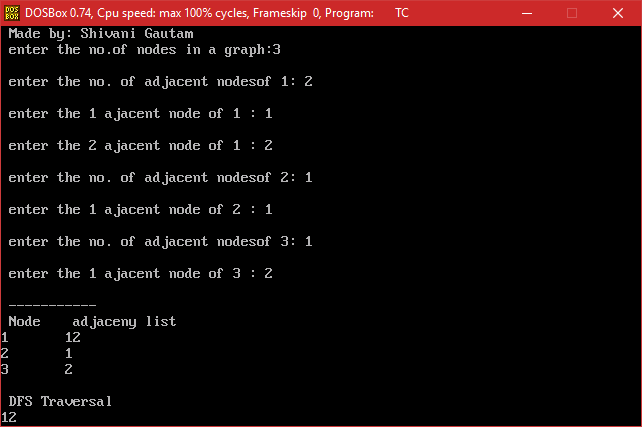 DOSBox 0.74, Cpu speed: max 100% cycles, Frameskip 0, Program: TC
Made by: Shivani Gautam
enter the no.of nodes in a graph:3
enter the no. of adjacent nodesof 1: 2
enter the 1 ajacent node of 1 : 1
enter the 2 ajacent node of 1 : 2
enter the no. of adjacent nodesof 2: 1
enter the 1 ajacent node of 2 : 1
enter the no. of adjacent nodesof 3: 1
enter the 1 ajacent node of 3 : 2
-----------
Node adjaceny list
1 12
2 1
3 2
DFS Traversal
12